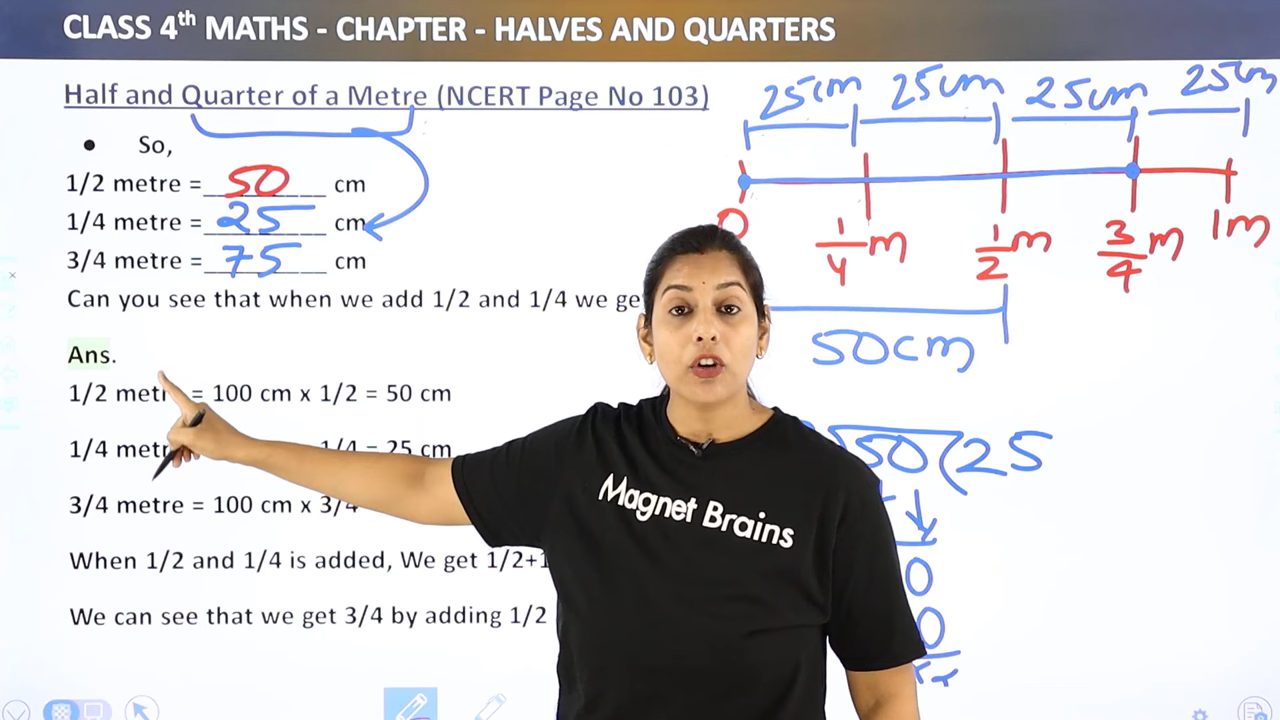 CLASS 4th MATHS - CHAPTER - HALVES AND QUARTERS
Half and Quarter of a Metre (NCERT Page No 103)
• So,
1/2 metre = 50 cm
1/4 metre = 25 cm
3/4 metre = 75 cm
Can you see that when we add 1/2 and 1/4 we
Ans.
1/2 = 100 cm x 1/2 = 50 cm
1/4 1/4 = 25 cm
3/4 metre = 100 cm x 3/4
When 1/2 and 1/4 is added, We get 1/2+
We can see that we get 3/4 by adding 1/2
25cm 25cm 25cm 25cm
0 1/4 m 1/2 m 3/4 m 1m
50cm
50 ( 25
0
0
Magnet Brains